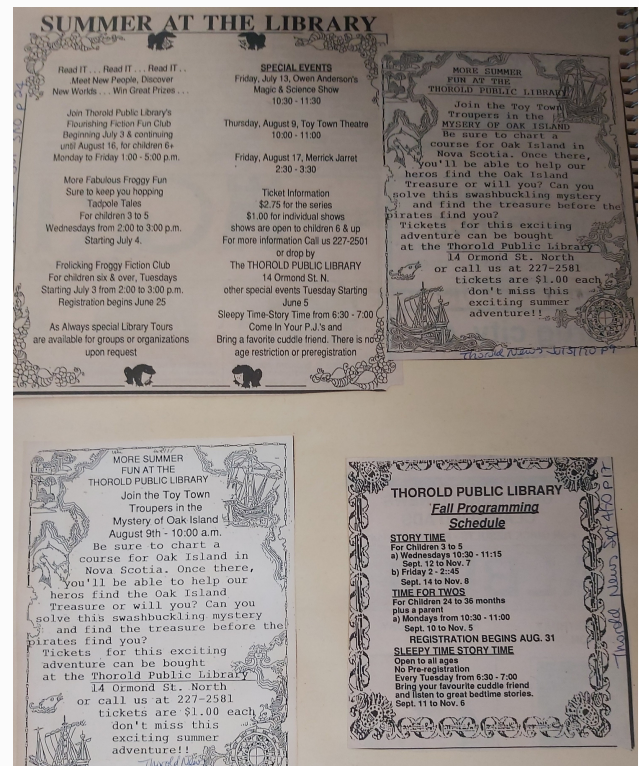 SUMMER AT THE LIBRARY
Read IT . . . Read IT . . . Read IT . .
Meet New People, Discover
New Worlds . . . Win Great Prizes . . .
Join Thorold Public Library's
Flourishing Fiction Fun Club
Beginning July 3 & continuing
until August 16, for children 6+
Monday to Friday 1:00 - 5:00 p.m.
More Fabulous Froggy Fun
Sure to keep you hopping
Tadpole Tales
For children 3 to 5
Wednesdays from 2:00 to 3:00 p.m.
Starting July 4.
Frolicking Froggy Fiction Club
For children six & over, Tuesdays
Starting July 3 from 2:00 to 3:00 p.m.
Registration begins June 25
As Always special Library Tours
are available for groups or organizations
upon request
SPECIAL EVENTS
Friday, July 13, Owen Anderson's
Magic & Science Show
10:30 - 11:30
Thursday, August 9, Toy Town Theatre
10:00 - 11:00
Friday, August 17, Merrick Jarret
2:30 - 3:30
Ticket Information
$2.75 for the series
$1.00 for individual shows
shows are open to children 6 & up
For more information Call us 227-2501
or drop by
The THOROLD PUBLIC LIBRARY
14 Ormond St. N.
other special events Tuesday Starting
June 5
Sleepy Time-Story Time from 6:30 - 7:00
Come In Your P.J.'s and
Bring a favorite cuddle friend. There is no
age restriction or preregistration
MORE SUMMER
FUN AT THE
THOROLD PUBLIC LIBRARY
Join the Toy Town
Troupers in the
MYSERY OF OAK ISLAND
Be sure to chart a
course for Oak Island in
Nova Scotia. Once there,
you'll be able to help our
heros find the Oak Island
Treasure or will you? Can you
solve this swashbuckling mystery
and find the treasure before the
pirates find you?
Tickets for this exciting
adventure can be bought
at the Thorold Public Library
14 Ormond St. North
or call us at 227-2581
tickets are $1.00 each
don't miss this
exciting summer
adventure!!
Thorold News
MORE SUMMER
FUN AT THE
THOROLD PUBLIC LIBRARY
Join the Toy Town
Troupers in the
Mystery of Oak Island
August 9th - 10:00 a.m.
Be sure to chart a
course for Oak Island in
Nova Scotia. Once there,
you'll be able to help our
heros find the Oak Island
Treasure or will you? Can you
solve this swashbuckling mystery
and find the treasure before the
pirates find you?
Tickets for this exciting
adventure can be bought
at the Thorold Public Library
14 Ormond St. North
or call us at 227-2581
tickets are $1.00 each
don't miss this
exciting summer
adventure!!
Thorold News
THOROLD PUBLIC LIBRARY
Fall Programming
Schedule
STORY TIME
For Children 3 to 5
a) Wednesdays 10:30 - 11:15
Sept. 12 to Nov. 7
b) Friday 2 - 2::45
Sept. 14 to Nov. 8
TIME FOR TWOS
For Children 24 to 36 months
plus a parent
a) Mondays from 10:30 - 11:00
Sept. 10 to Nov. 5
REGISTRATION BEGINS AUG. 31
SLEEPY TIME STORY TIME
Open to all ages
No Pre-registration
Every Tuesday from 6:30 - 7:00
Bring your favourite cuddle friend
and listen to great bedtime stories.
Sept. 11 to Nov. 6
Thorold News